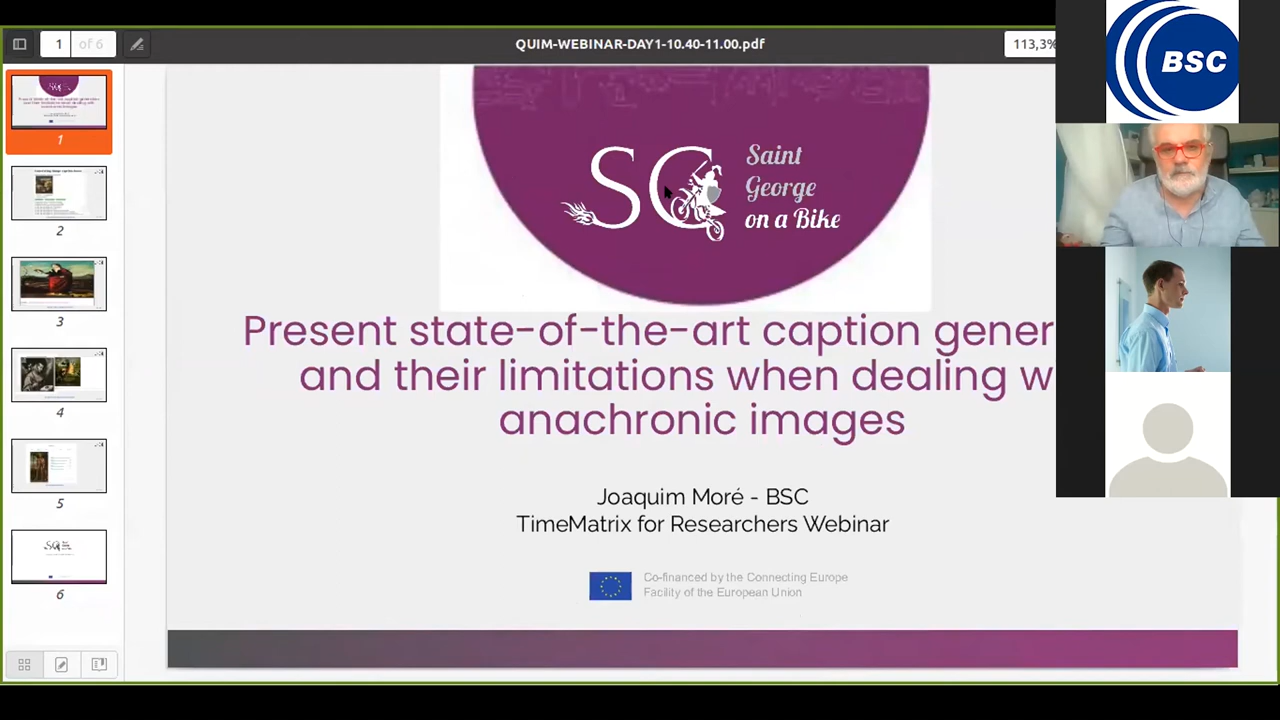 1 of 6
QUIM-WEBINAR-DAY1-10.40-11.00.pdf
113,3%
BSC
1
2
3
4
5
6
SG
Saint
George
on a Bike
Present state-of-the-art caption gener
and their limitations when dealing w
anachronic images
Joaquim Moré - BSC
TimeMatrix for Researchers Webinar
Co-financed by the Connecting Europe
Facility of the European Union